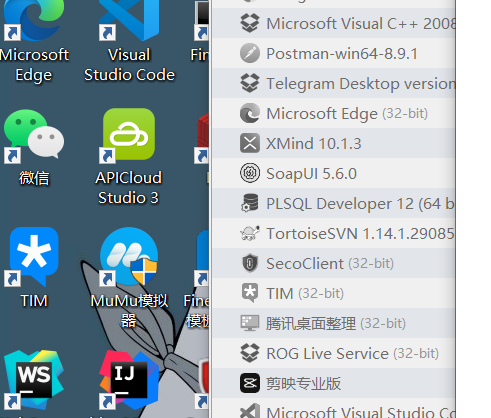 Microsoft
Edge
Visual
Studio Code
Fin
微信
APICloud
Studio 3
TIM
MuMu模拟
器
Fine
模
WS
IJ
Microsoft Visual C++ 2008
Postman-win64-8.9.1
Telegram Desktop version
Microsoft Edge (32-bit)
XMind 10.1.3
SoapUI 5.6.0
PLSQL Developer 12 (64 b
TortoiseSVN 1.14.1.29085
SecoClient (32-bit)
TIM (32-bit)
腾讯桌面整理 (32-bit)
ROG Live Service (32-bit)
剪映专业版
Microsoft Visual Studio Co